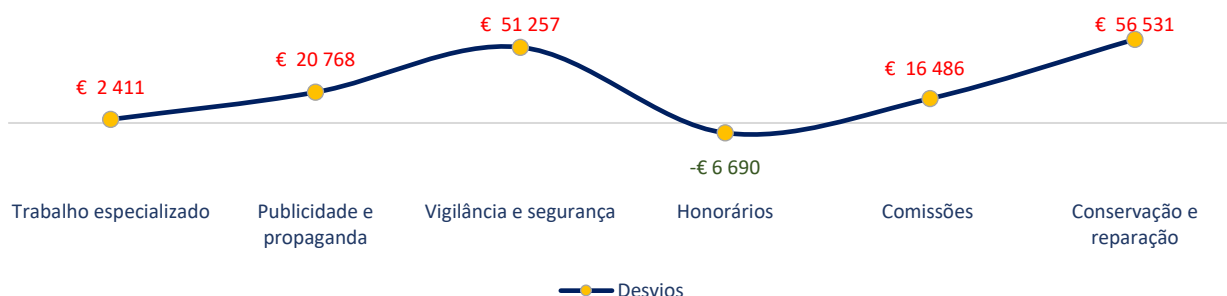 € 2 411
€ 20 768
€ 51 257
-€ 6 690
€ 16 486
€ 56 531
Trabalho especializado
Publicidade e
propaganda
Vigilância e segurança
Honorários
Comissões
Conservação e
reparação
Desvios